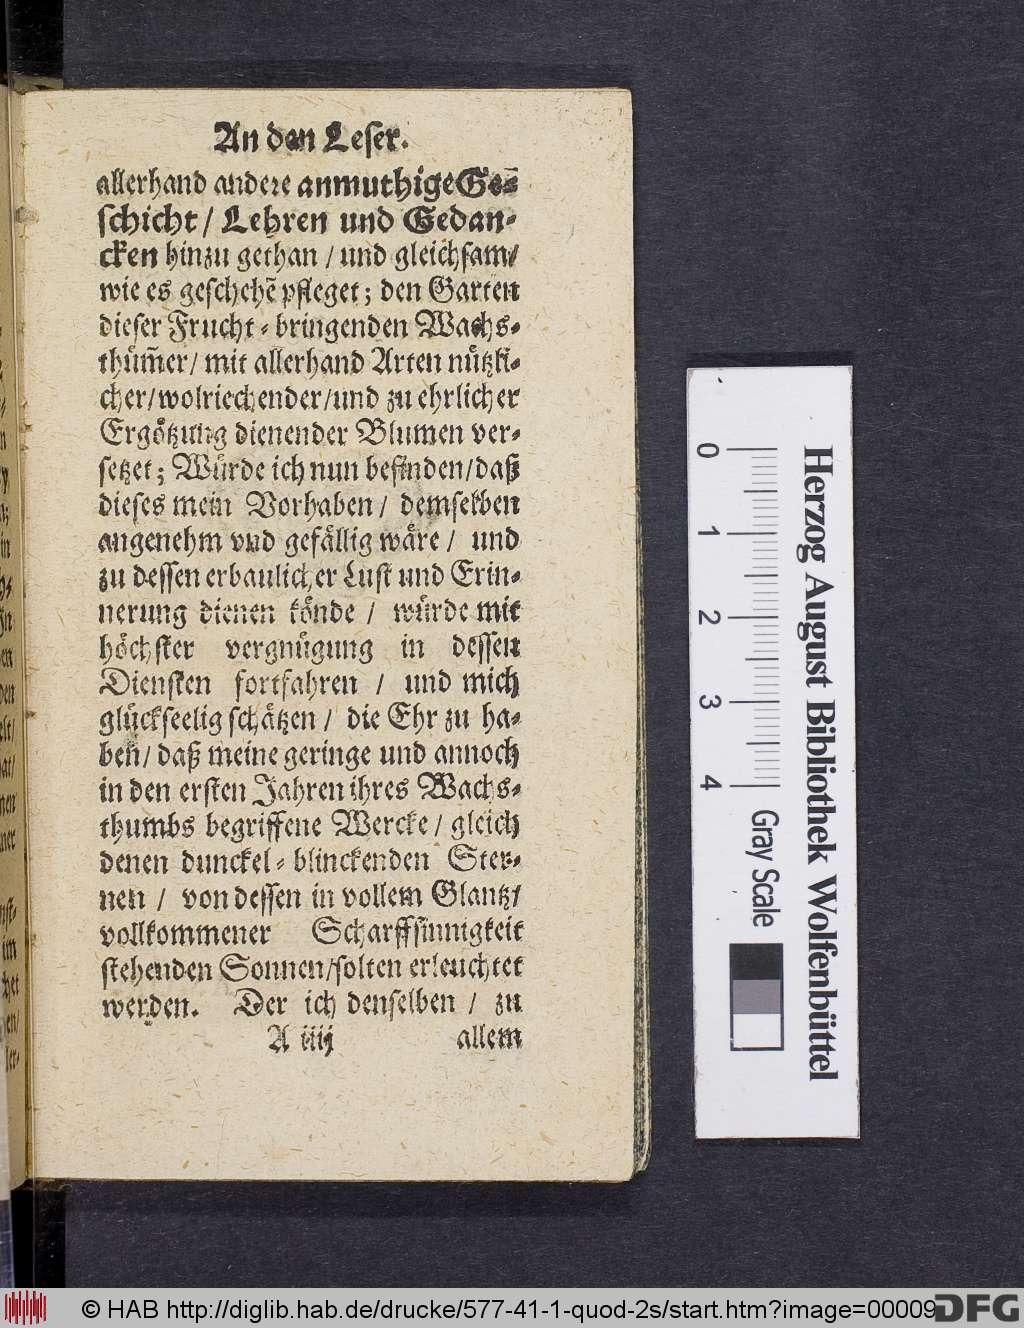 An den Leser.
allerhand andere anmuthige Ge-
schicht / Lehren und Gedan-
cken hinzu gethan / und gleichsam /
wie es geschehẽ pfleget; den Garten
dieser Frucht-bringenden Wachs-
thum̃er / mit allerhand Arten nützli-
cher / wolriechender / und zu ehrlicher
Ergötzung dienender Blumen ver-
setzet; Würde ich nun befinden / daß
dieses mein Vorhaben / demselben
angenehm vnd gefällig wäre / und
zu dessen erbaulicher Lust und Erin-
nerung dienen könde / würde mit
höchster vergnügung in dessen
Diensten fortfahren / und mich
glückseelig schätzen / die Ehr zu ha-
ben / daß meine geringe und annoch
in den ersten Jahren ihres Wachs-
thumbs begriffene Wercke / gleich
denen dunckel-blinckenden Ster-
nen / von dessen in vollem Glantz /
vollkommener Scharffsinnigkeit
stehenden Sonnen / solten erleuchtet
werden. Der ich denselben / zu
A iiij allem
Herzog August Bibliothek Wolfenbüttel
0 1 2 3 4 Gray Scale
© HAB http://diglib.hab.de/drucke/577-41-1-quod-2s/start.htm?image=00009
DFG